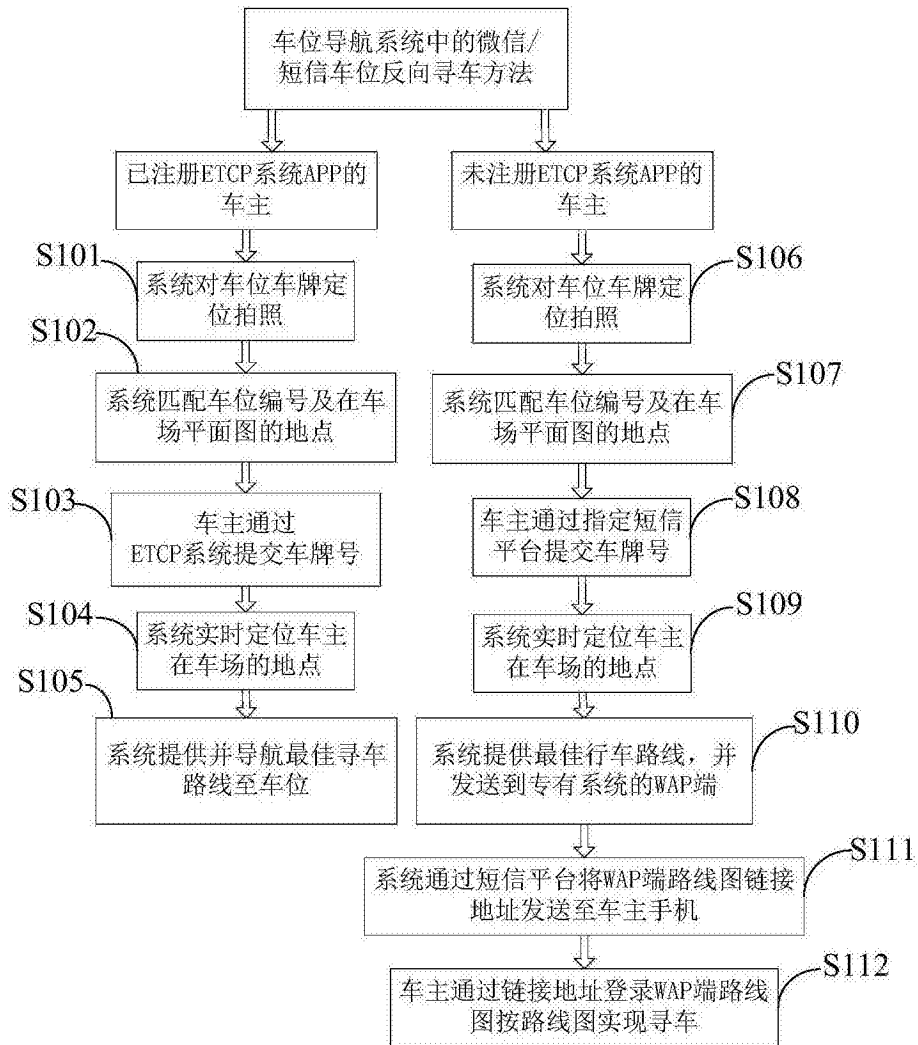 车位导航系统中的微信/
短信车位反向寻车方法
已注册ETCP系统APP的
车主
未注册ETCP系统APP的
车主
S101
系统对车位车牌定
位拍照
S106
系统对车位车牌定
位拍照
S102
系统匹配车位编号及在车
场平面图的地点
S107
系统匹配车位编号及在车
场平面图的地点
S103
车主通过
ETCP系统提交车牌号
S108
车主通过指定短信
平台提交车牌号
S104
系统实时定位车主
在车场的地点
S109
系统实时定位车主
在车场的地点
S105
系统提供并导航最佳寻车
路线至车位
S110
系统提供最佳行车路线，并
发送到专有系统的WAP端
S111
系统通过短信平台将WAP端路线图链接
地址发送至车主手机
S112
车主通过链接地址登录WAP端路线
图按路线图实现寻车